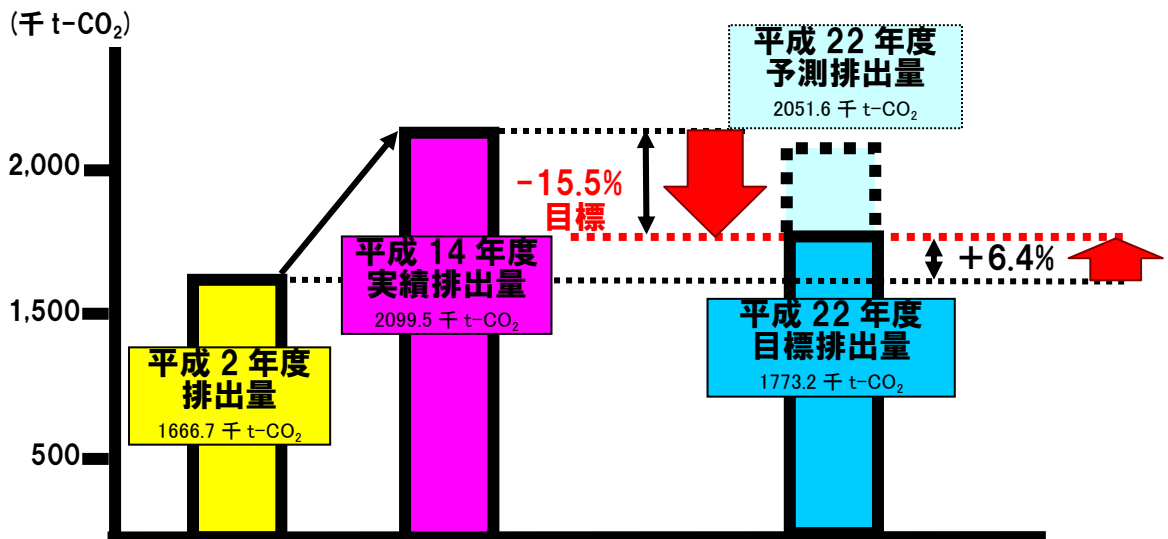 (千 t-CO₂)
2,000
1,500
500
平成 2 年度
排出量
1666.7 千 t-CO₂
平成 14 年度
実績排出量
2099.5 千 t-CO₂
-15.5%
目標
平成 22 年度
予測排出量
2051.6 千 t-CO₂
+6.4%
平成 22 年度
目標排出量
1773.2 千 t-CO₂